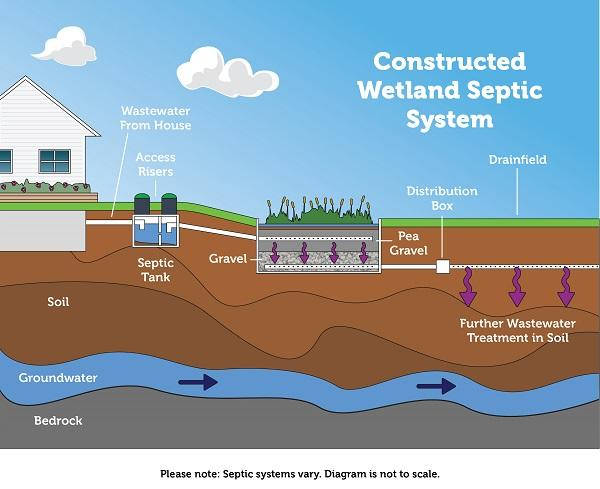 Constructed
Wetland Septic
System
Wastewater
From House
Access
Risers
Drainfield
Distribution
Box
Pea
Gravel
Gravel
Septic
Tank
Soil
Further Wastewater
Treatment in Soil
Groundwater
Bedrock
Please note: Septic systems vary. Diagram is not to scale.